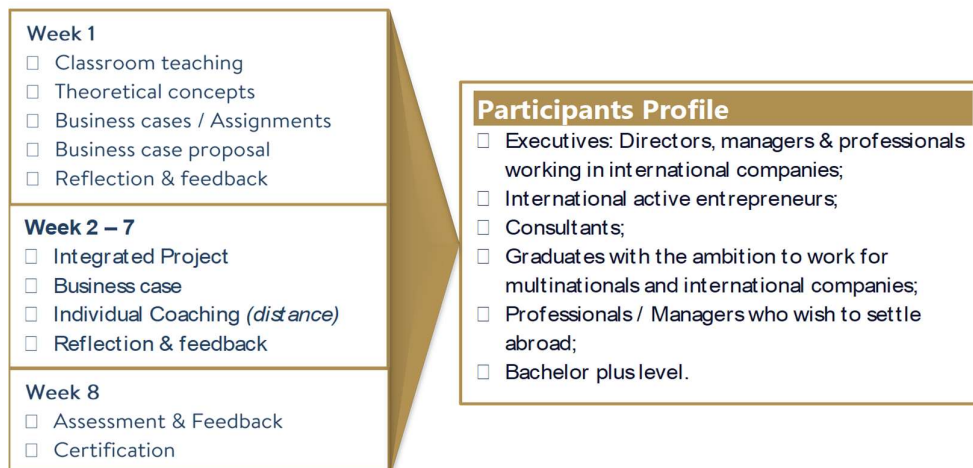 Week 1
□ Classroom teaching
□ Theoretical concepts
□ Business cases / Assignments
□ Business case proposal
□ Reflection & feedback
Week 2 – 7
□ Integrated Project
□ Business case
□ Individual Coaching (distance)
□ Reflection & feedback
Week 8
□ Assessment & Feedback
□ Certification
Participants Profile
□ Executives: Directors, managers & professionals
working in international companies;
□ International active entrepreneurs;
□ Consultants;
□ Graduates with the ambition to work for
multinationals and international companies;
□ Professionals / Managers who wish to settle
abroad;
□ Bachelor plus level.